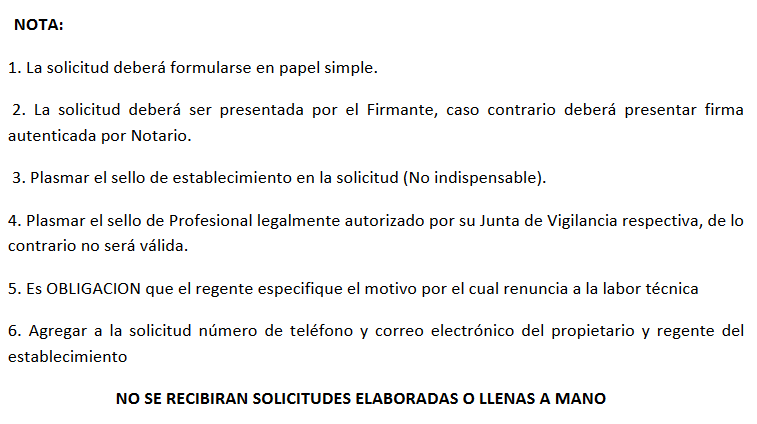 NOTA:
1. La solicitud deberá formularse en papel simple.
2. La solicitud deberá ser presentada por el Firmante, caso contrario deberá presentar firma
autenticada por Notario.
3. Plasmar el sello de establecimiento en la solicitud (No indispensable).
4. Plasmar el sello de Profesional legalmente autorizado por su Junta de Vigilancia respectiva, de lo
contrario no será válida.
5. Es OBLIGACION que el regente especifique el motivo por el cual renuncia a la labor técnica
6. Agregar a la solicitud número de teléfono y correo electrónico del propietario y regente del
establecimiento
NO SE RECIBIRAN SOLICITUDES ELABORADAS O LLENAS A MANO